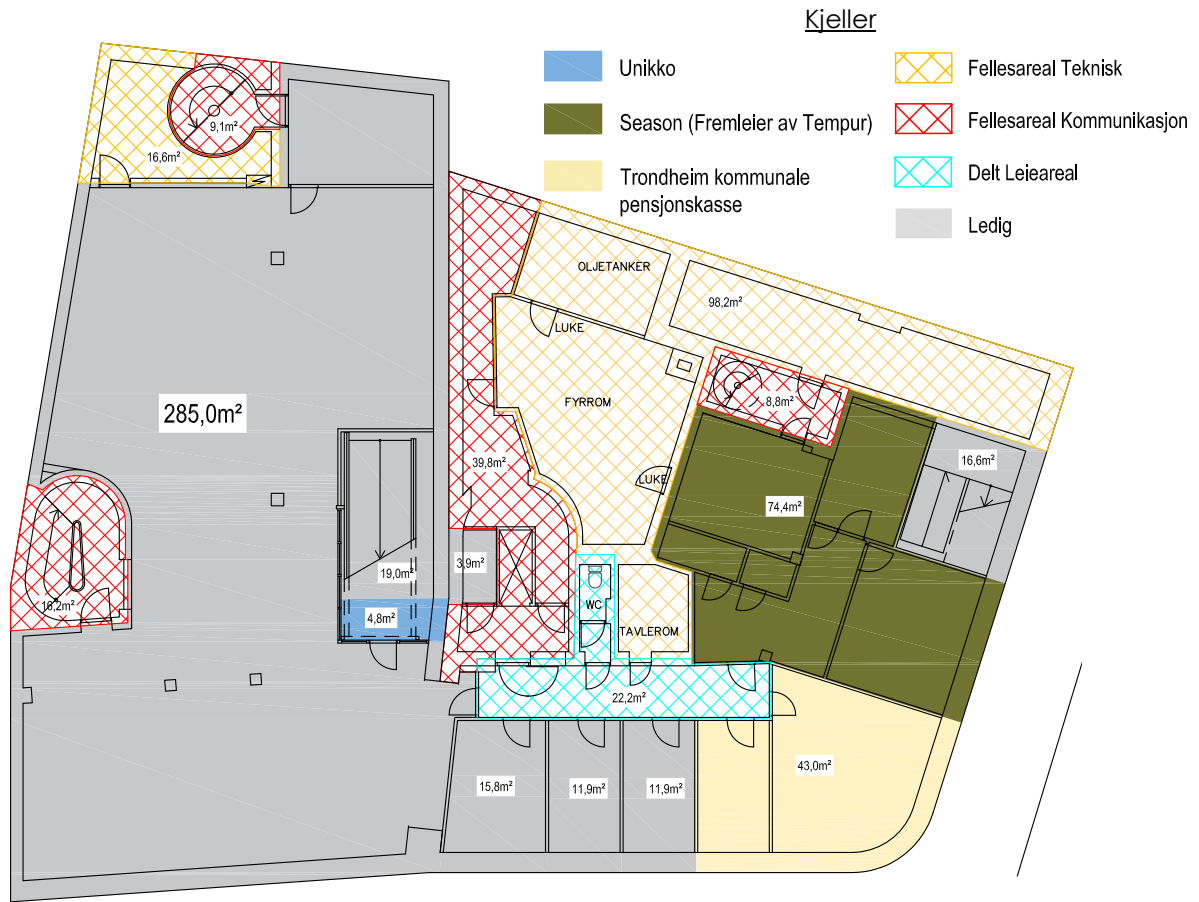 Kjeller
Unikko
Season (Fremleier av Tempur)
Trondheim kommunale
pensjonskasse
Fellesareal Teknisk
Fellesareal Kommunikasjon
Delt Leieareal
Ledig
9,1m²
16,6m²
OLJETANKER
98,2m²
LUKE
8,8m²
FYRROM
285,0m²
39,8m²
16,6m²
LUKE
74,4m²
3,9m²
19,0m²
16,2m²
4,8m²
WC
TAVLEROM
22,2m²
43,0m²
15,8m²
11,9m²
11,9m²